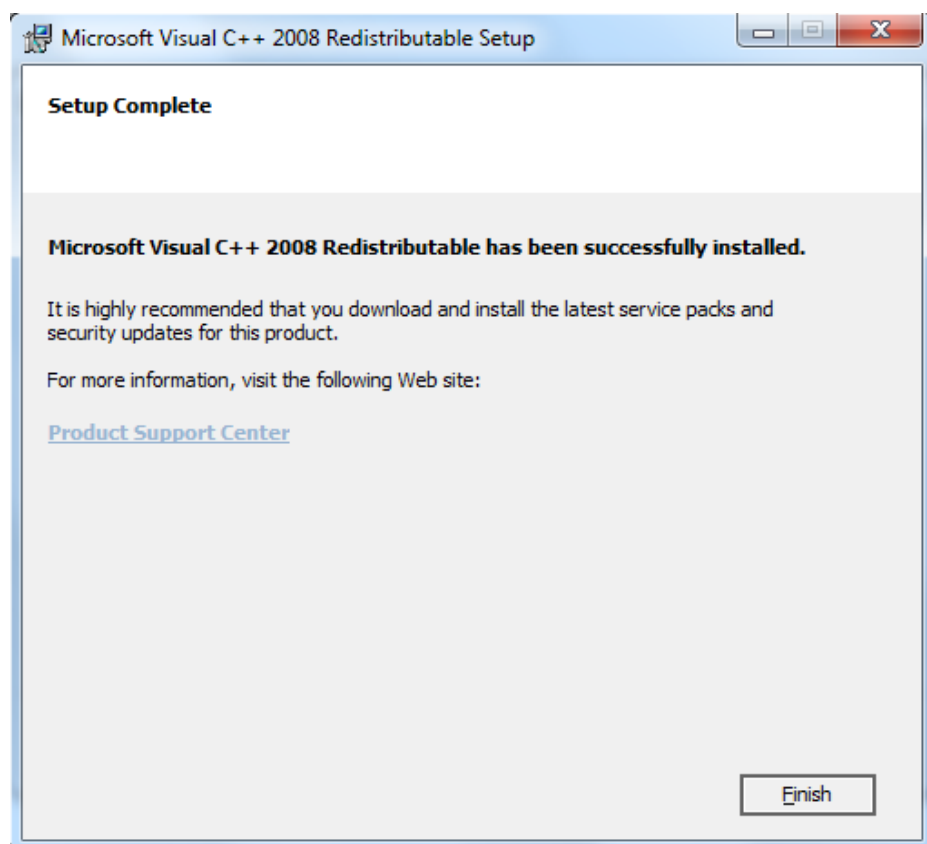 Microsoft Visual C++ 2008 Redistributable Setup
Setup Complete
Microsoft Visual C++ 2008 Redistributable has been successfully installed.
It is highly recommended that you download and install the latest service packs and
security updates for this product.
For more information, visit the following Web site:
Product Support Center
Finish